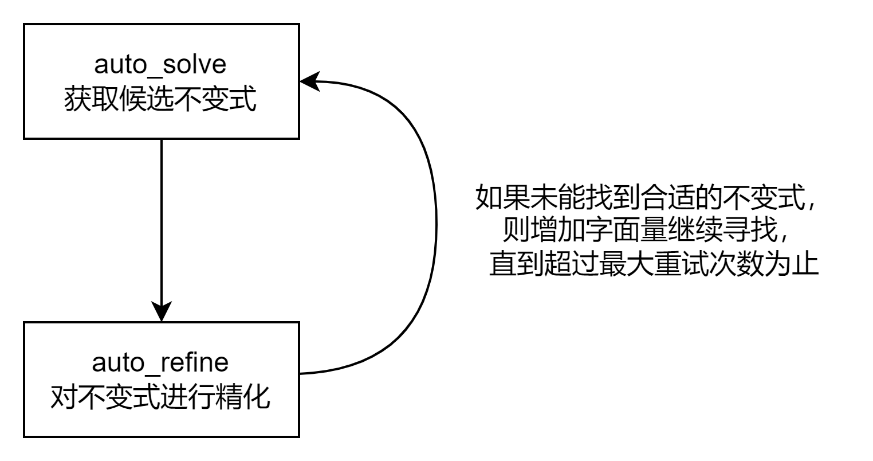 auto_solve
获取候选不变式
如果未能找到合适的不变式，
则增加字面量继续寻找，
直到超过最大重试次数为止
auto_refine
对不变式进行精化